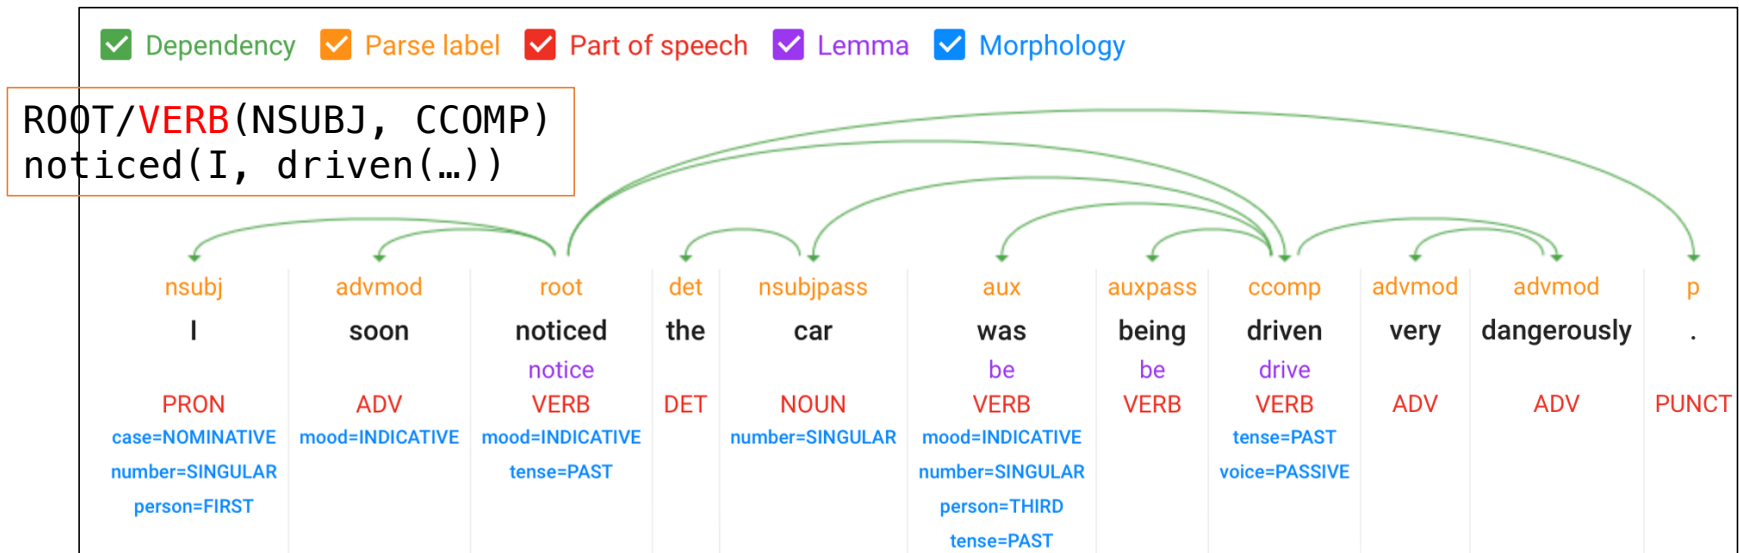 Dependency Parse label Part of speech Lemma Morphology
ROOT/VERB(NSUBJ, CCOMP)
noticed(I, driven(…))
nsubj advmod root det nsubjpass aux auxpass ccomp advmod advmod p
I soon noticed the car was being driven very dangerously .
notice be be drive
PRON ADV VERB DET NOUN VERB VERB VERB ADV ADV PUNCT
case=NOMINATIVE mood=INDICATIVE mood=INDICATIVE number=SINGULAR mood=INDICATIVE tense=PAST
number=SINGULAR tense=PAST number=SINGULAR voice=PASSIVE
person=FIRST person=THIRD
tense=PAST